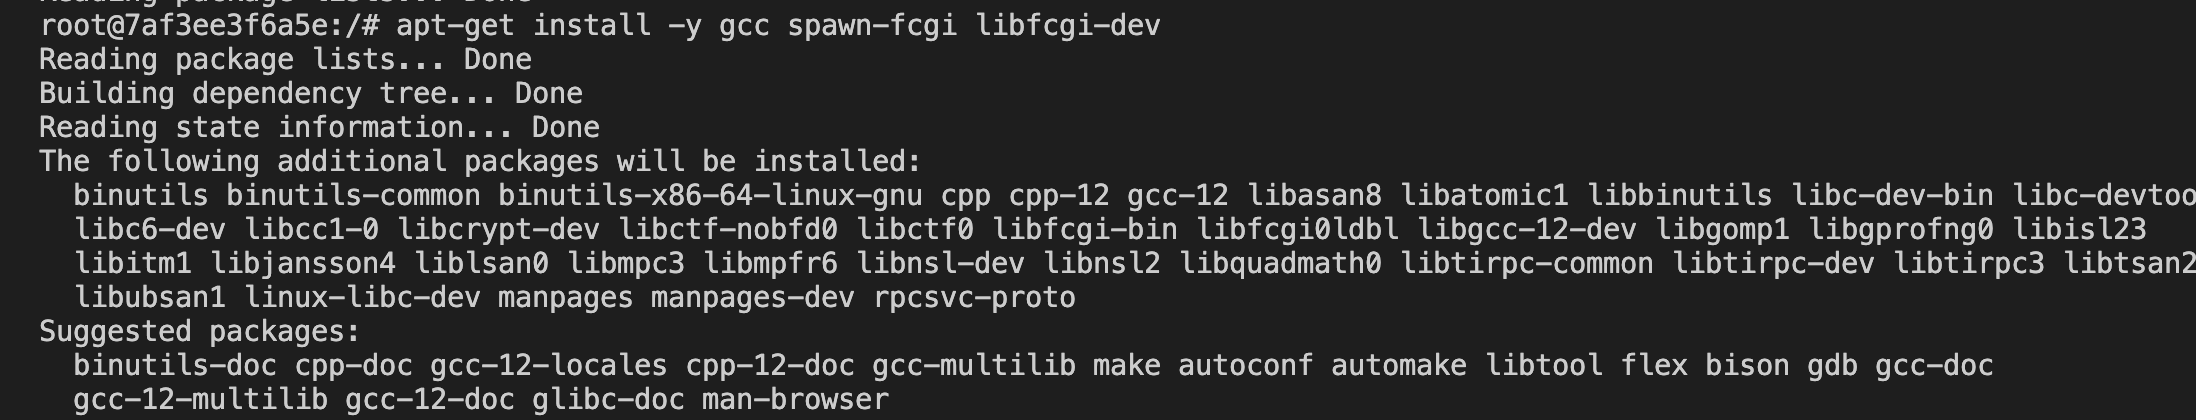 Reading package lists... Done
root@7af3ee3f6a5e:/# apt-get install -y gcc spawn-fcgi libfcgi-dev
Reading package lists... Done
Building dependency tree... Done
Reading state information... Done
The following additional packages will be installed:
binutils binutils-common binutils-x86-64-linux-gnu cpp cpp-12 gcc-12 libasan8 libatomic1 libbinutils libc-dev-bin libc-devtoo
libc6-dev libcc1-0 libcrypt-dev libctf-nobfd0 libctf0 libfcgi-bin libfcgi0ldbl libgcc-12-dev libgomp1 libgprofng0 libisl23
libitm1 libjansson4 liblsan0 libmpc3 libmpfr6 libnsl-dev libnsl2 libquadmath0 libtirpc-common libtirpc-dev libtirpc3 libtsan2
libubsan1 linux-libc-dev manpages manpages-dev rpcsvc-proto
Suggested packages:
binutils-doc cpp-doc gcc-12-locales cpp-12-doc gcc-multilib make autoconf automake libtool flex bison gdb gcc-doc
gcc-12-multilib gcc-12-doc glibc-doc man-browser